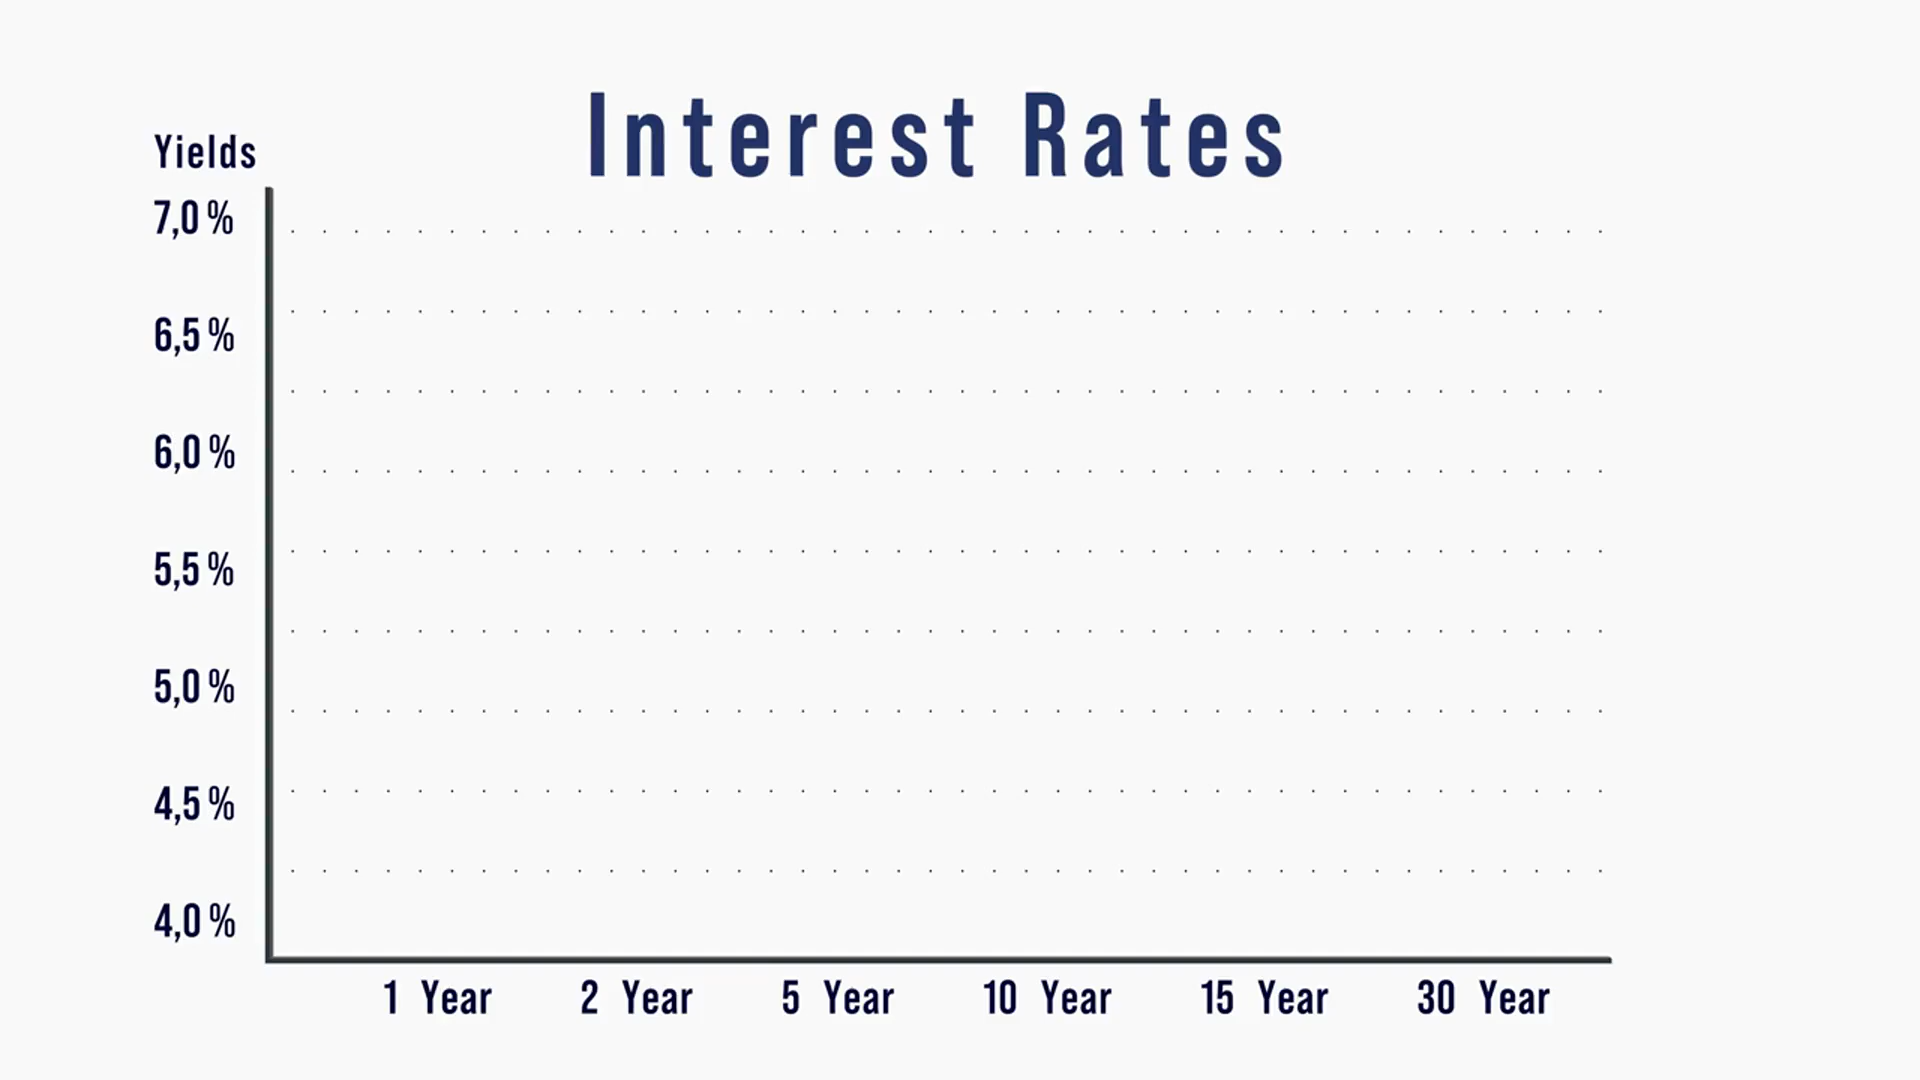 Interest Rates
Yields
7,0 %
6,5 %
6,0 %
5,5 %
5,0 %
4,5 %
4,0 %
1 Year 2 Year 5 Year 10 Year 15 Year 30 Year